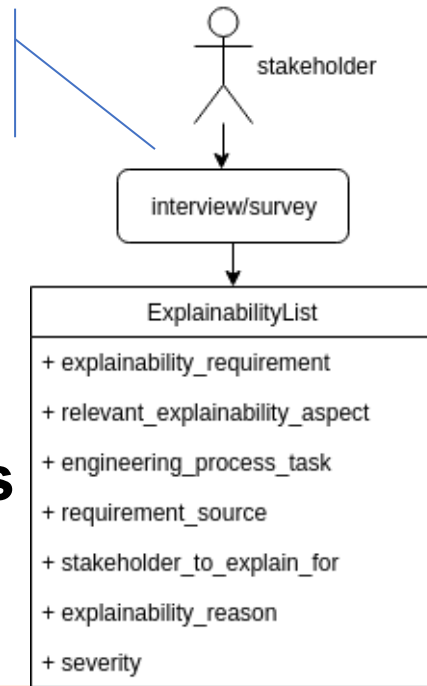 stakeholder
interview/survey
ExplainabilityList
+ explainability_requirement
+ relevant_explainability_aspect
+ engineering_process_task
s
+ requirement_source
+ stakeholder_to_explain_for
+ explainability_reason
+ severity